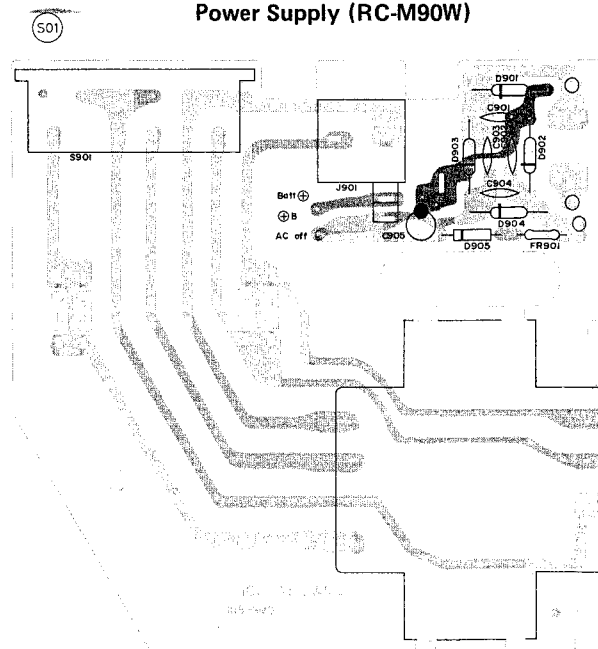 Power Supply (RC-M90W)
S01
D901
C901
S901
J901
D903
C903
D902
C904
Batt ⊕
⊕ B
AC off
C905
D904
D905
FR901